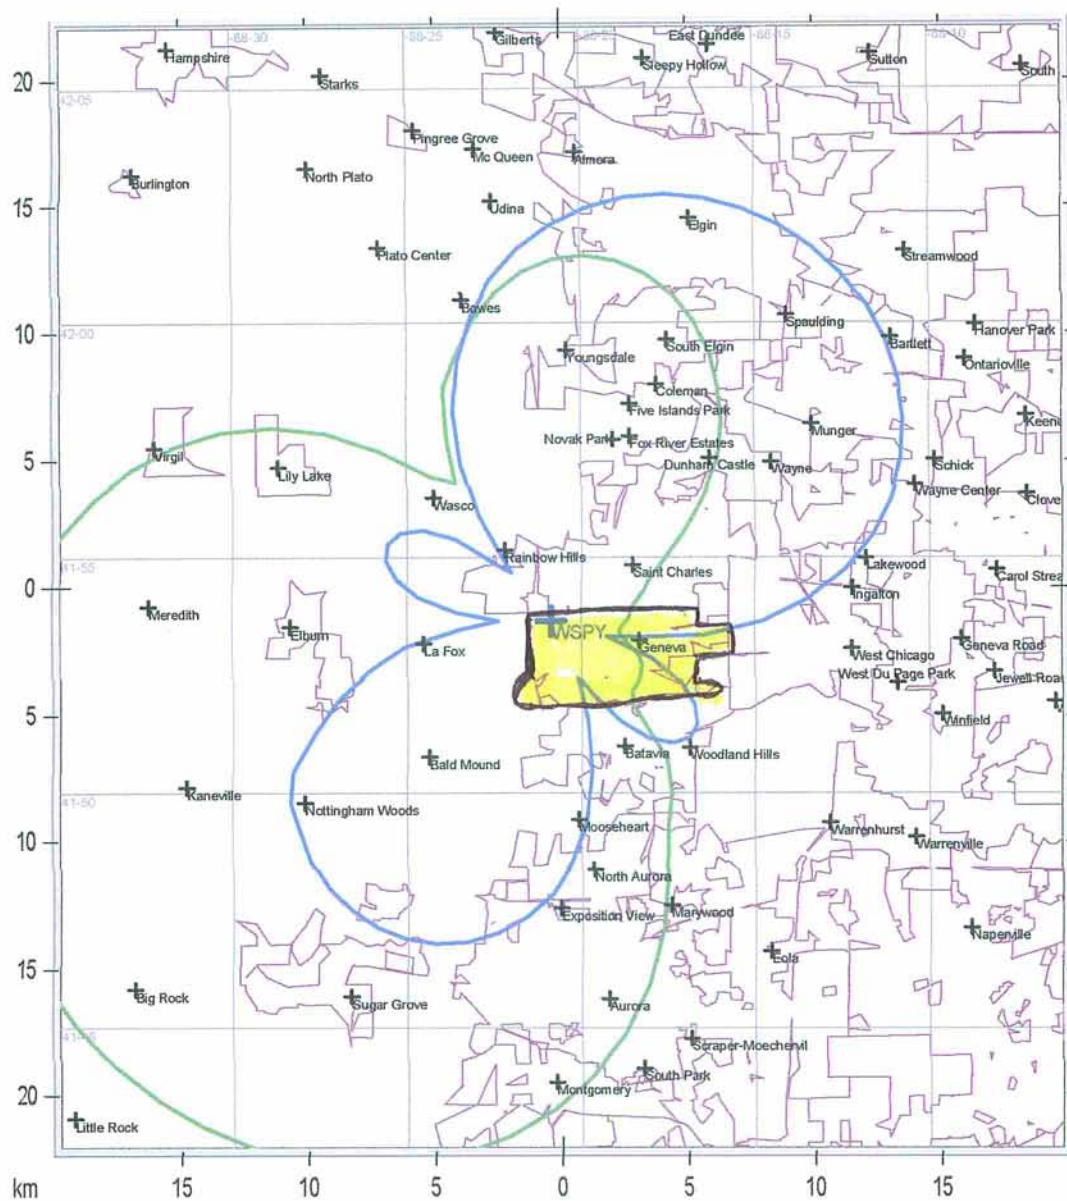 -88-30
-88-25
-88-15
-88-10
Gilberts
East Dundee
Hampshire
Sleepy Hollow
Sutton
South
20
Starks
42-05
Pingree Grove
Mc Queen
Almora
North Plato
Burlington
15
Udina
Elgin
Plato Center
Streamwood
Bowes
Spaulding
Hanover Park
10
42-00
Bartlett
Youngsdale
South Elgin
Ontarioville
Coleman
Five Islands Park
Keene
Munger
Novak Park
Fox River Estates
Virgil
5
Dunham Castle
Wayne
Schick
Lily Lake
Wayne Center
Clove
Wasco
Rainbow Hills
41-55
Saint Charles
Lakewood
Carol Strea
0
Ingalton
Meredith
Elburn
WSPY
La Fox
Geneva
West Chicago
Geneva Road
West Du Page Park
Jewell Road
5
Winfield
Batavia
Woodland Hills
Bald Mound
Kaneville
41-50
Nottingham Woods
Mooseheart
Warrenhurst
10
Warrenville
North Aurora
Exposition View
Marywood
Naperville
Eola
15
Big Rock
Sugar Grove
Aurora
41-45
Scraper-Moechervil
South Park
20
Montgomery
Little Rock
km
15
10
5
0
5
10
15